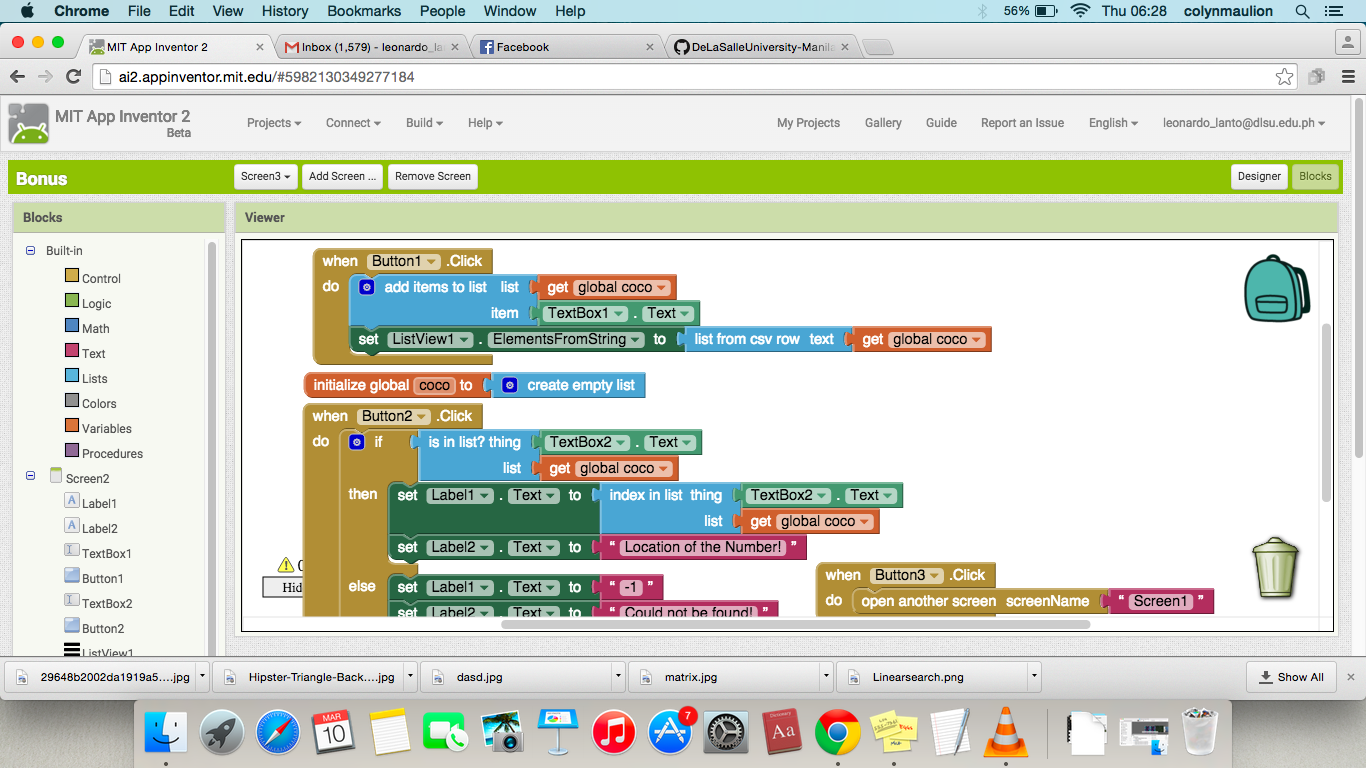 Chrome File Edit View History Bookmarks People Window Help 56% Thu 06:28 colynmaulion
MIT App Inventor 2 Inbox (1,579) - leonardo_la Facebook DeLaSalleUniversity-Manila
ai2.appinventor.mit.edu/#5982130349277184
MIT App Inventor 2
Beta
Projects Connect Build Help My Projects Gallery Guide Report an Issue English leonardo_lanto@dlsu.edu.ph
Bonus Screen3 Add Screen ... Remove Screen Designer Blocks
Blocks Viewer
Built-in
Control
Logic
Math
Text
Lists
Colors
Variables
Procedures
Screen2
Label1
Label2
TextBox1
Button1
TextBox2
Button2
ListView1
when Button1 .Click
do add items to list list get global coco
item TextBox1 . Text
set ListView1 . ElementsFromString to list from csv row text get global coco
initialize global coco to create empty list
when Button2 .Click
do if is in list? thing TextBox2 . Text
list get global coco
then set Label1 . Text to index in list thing TextBox2 . Text
list get global coco
set Label2 . Text to " Location of the Number! "
else set Label1 . Text to " -1 "
set Label2 . Text to " Could not be found! "
0
Hid
when Button3 .Click
do open another screen screenName " Screen1 "
29648b2002da1919a5....jpg Hipster-Triangle-Back....jpg dasd.jpg matrix.jpg Linearsearch.png Show All
MAR
10
7
Aa